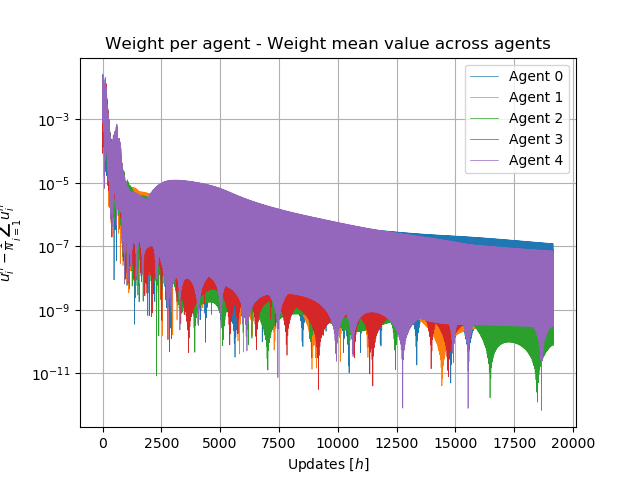 Weight per agent - Weight mean value across agents
Agent 0
Agent 1
Agent 2
Agent 3
Agent 4
10⁻³
10⁻⁵
10⁻⁷
10⁻⁹
10⁻¹¹
0 2500 5000 7500 10000 12500 15000 17500 20000
Updates [h]